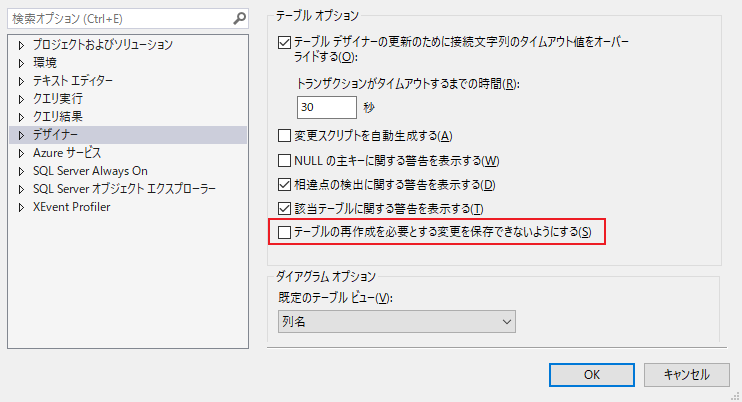 検索オプション (Ctrl+E)
プロジェクトおよびソリューション
環境
テキスト エディター
クエリ実行
クエリ結果
デザイナー
Azure サービス
SQL Server Always On
SQL Server オブジェクト エクスプローラー
XEvent Profiler
テーブル オプション
テーブル デザイナーの更新のために接続文字列のタイムアウト値をオーバー
ライドする(O):
トランザクションがタイムアウトするまでの時間(R):
30 秒
変更スクリプトを自動生成する(A)
NULL の主キーに関する警告を表示する(W)
相違点の検出に関する警告を表示する(D)
該当テーブルに関する警告を表示する(T)
テーブルの再作成を必要とする変更を保存できないようにする(S)
ダイアグラム オプション
既定のテーブル ビュー(V):
列名
OK キャンセル